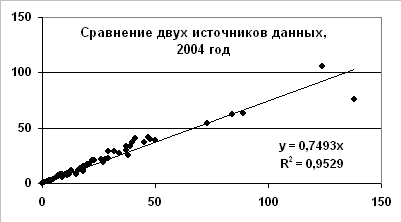 Сравнение двух источников данных,
2004 год
150
100
50
0
y = 0,7493x
R² = 0,9529
0
50
100
150